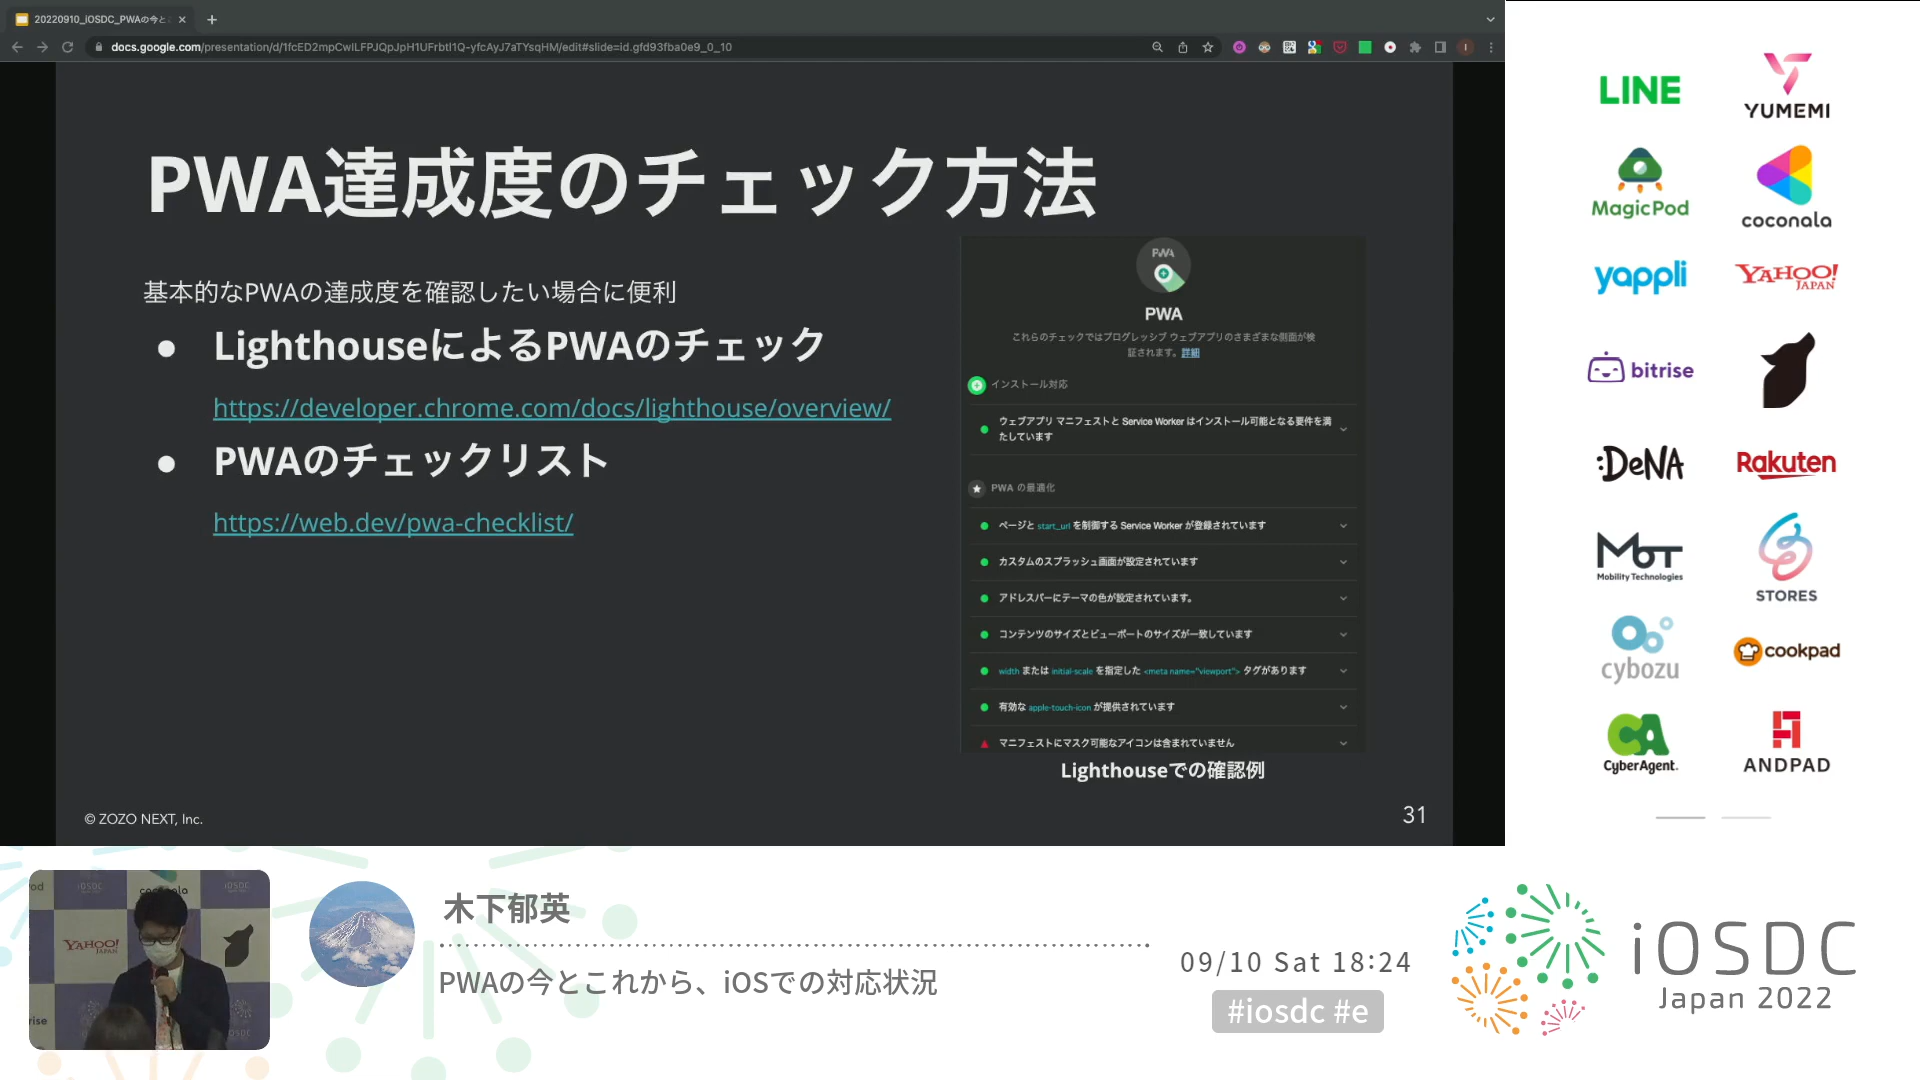 20220910_iOSDC_PWAの今と
docs.google.com/presentation/d/1fcED2mpCwILFPJQpJpH1UFrbtI1Q-yfcAyJ7aTYsqHM/edit#slide=id.gfd93fba0e9_0_10
PWA達成度のチェック方法
基本的なPWAの達成度を確認したい場合に便利
● LighthouseによるPWAのチェック
https://developer.chrome.com/docs/lighthouse/overview/
● PWAのチェックリスト
https://web.dev/pwa-checklist/
PWA
PWA
これらのチェックではプログレッシブ ウェブアプリのさまざまな側面が検
証されます。詳細
インストール対応
ウェブアプリ マニフェストと Service Worker はインストール可能となる要件を満
たしています
PWA の最適化
ページと start_url を制御する Service Worker が登録されています
カスタムのスプラッシュ画面が設定されています
アドレスバーにテーマの色が設定されています。
コンテンツのサイズとビューポートのサイズが一致しています
width または initial-scale を指定した <meta name="viewport"> タグがあります
有効な apple-touch-icon が提供されています
マニフェストにマスク可能なアイコンは含まれていません
Lighthouseでの確認例
© ZOZO NEXT, Inc.
31
LINE
YUMEMI
MagicPod
coconala
yappli
YAHOO!
JAPAN
bitrise
:DeNA
Rakuten
MoT
Mobility Technologies
STORES
cybozu
cookpad
CA
CyberAgent.
ANDPAD
coconala
iOSDC
YAHOO!
JAPAN
rise
木下郁英
PWAの今とこれから、iOSでの対応状況
09/10 Sat 18:24
#iosdc #e
iOSDC
Japan 2022